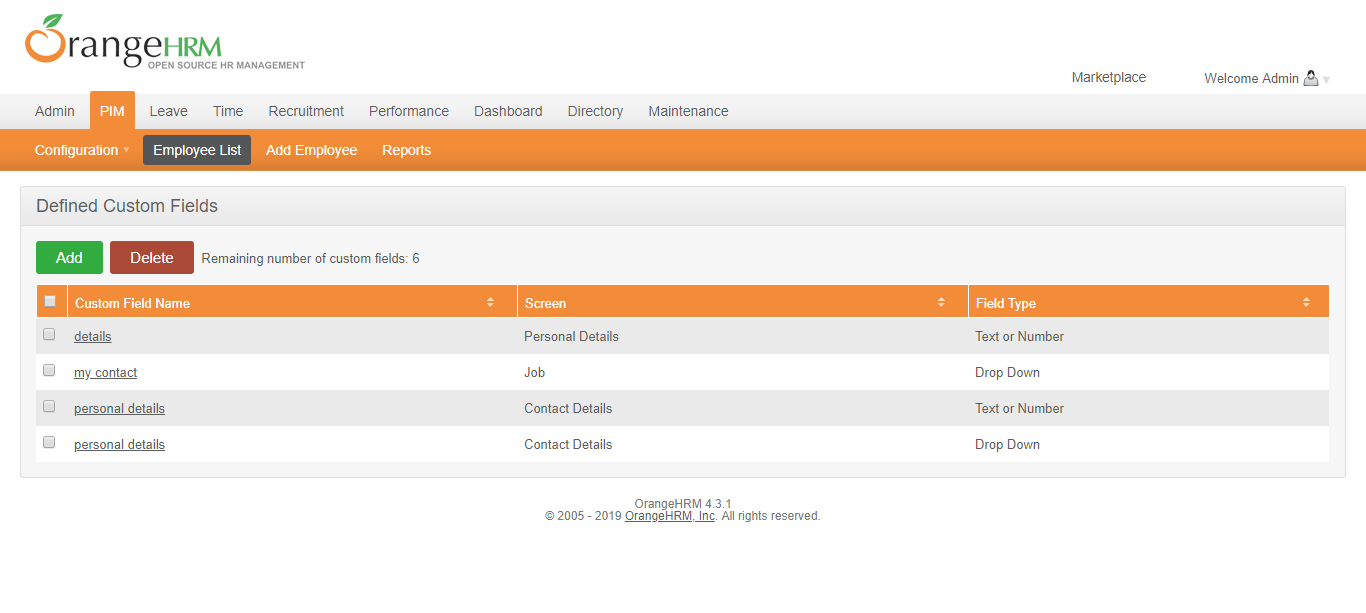 OrangeHRM
OPEN SOURCE HR MANAGEMENT
Marketplace Welcome Admin
Admin PIM Leave Time Recruitment Performance Dashboard Directory Maintenance
Configuration Employee List Add Employee Reports
Defined Custom Fields
Add Delete Remaining number of custom fields: 6
Custom Field Name Screen Field Type
details Personal Details Text or Number
my contact Job Drop Down
personal details Contact Details Text or Number
personal details Contact Details Drop Down
OrangeHRM 4.3.1
© 2005 - 2019 OrangeHRM, Inc. All rights reserved.